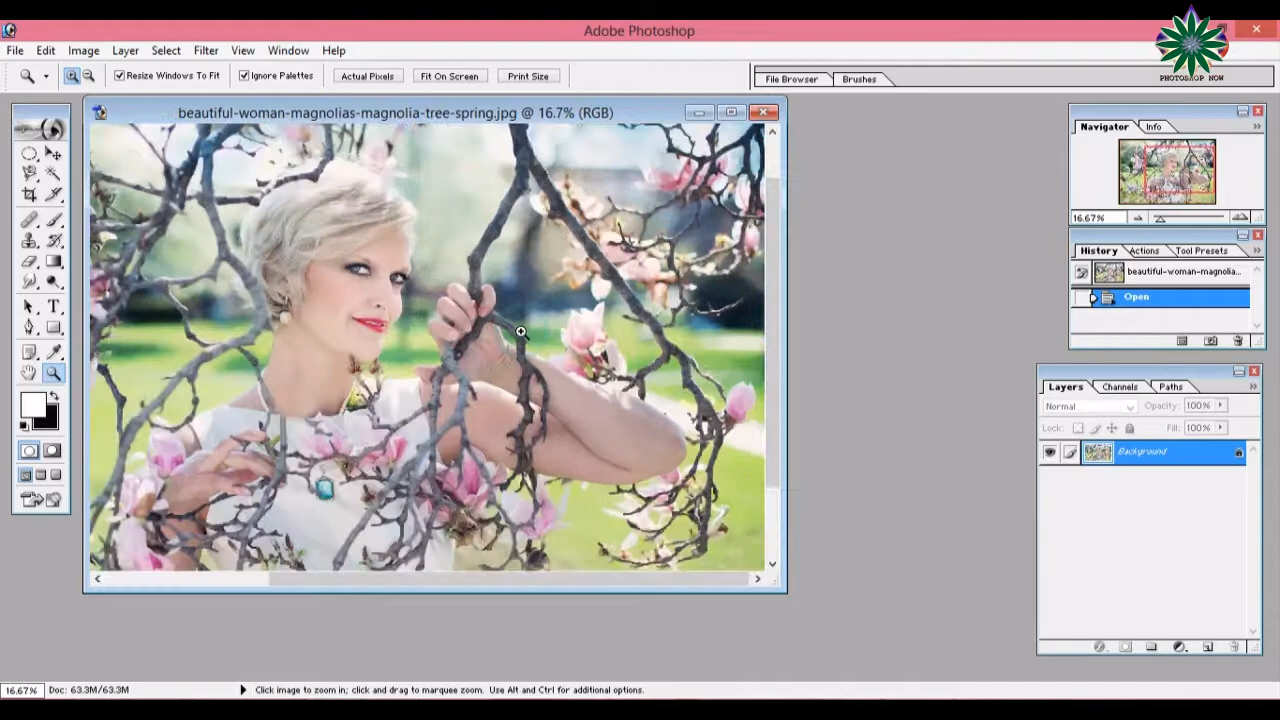 Adobe Photoshop
PHOTOSHOP NOW
File Edit Image Layer Select Filter View Window Help
Resize Windows To Fit Ignore Palettes Actual Pixels Fit On Screen Print Size File Browser Brushes
beautiful-woman-magnolias-magnolia-tree-spring.jpg @ 16.7% (RGB)
Navigator Info
16.67%
History Actions Tool Presets
beautiful-woman-magnolia...
Open
Layers Channels Paths
Normal Opacity: 100%
Lock: Fill: 100%
Background
16.67% Doc: 63.3M/63.3M Click image to zoom in; click and drag to marquee zoom. Use Alt and Ctrl for additional options.